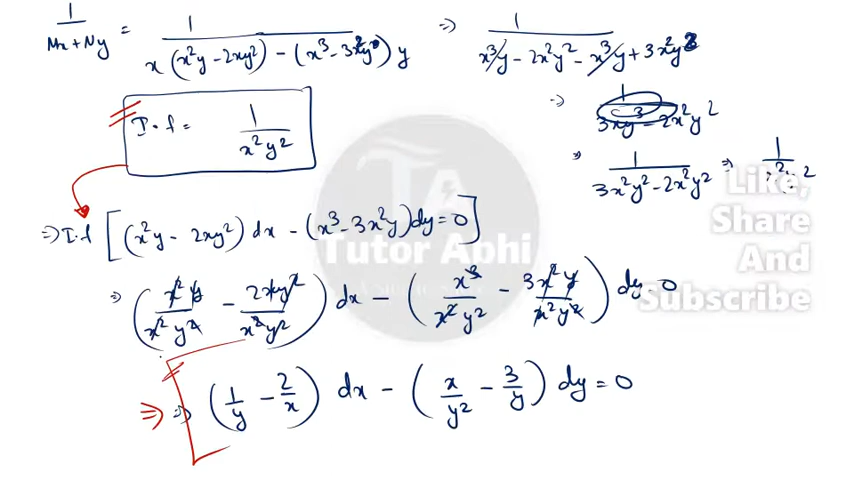 1/(Mx + Ny) = 1/(x(x²y - 2xy²) - (x³ - 3x²y)y) ⇒ 1/(x³y - 2x²y² - x³y + 3x²y²)
I.f = 1/(x²y²)
⇒ 1/(3xy³ - 2x²y²)
⇒ 1/(3x²y² - 2x²y²) ⇒ 1/(x²y²)
⇒ I.f [(x²y - 2xy²) dx - (x³ - 3x²y) dy = 0]
⇒ (x²y/(x²y²) - 2xy²/(x²y²)) dx - (x³/(x²y²) - 3x²y/(x²y²)) dy = 0
⇒ ⇒ (1/y - 2/x) dx - (x/y² - 3/y) dy = 0
TA
Tutor Abhi
Like,
Share
And
Subscribe